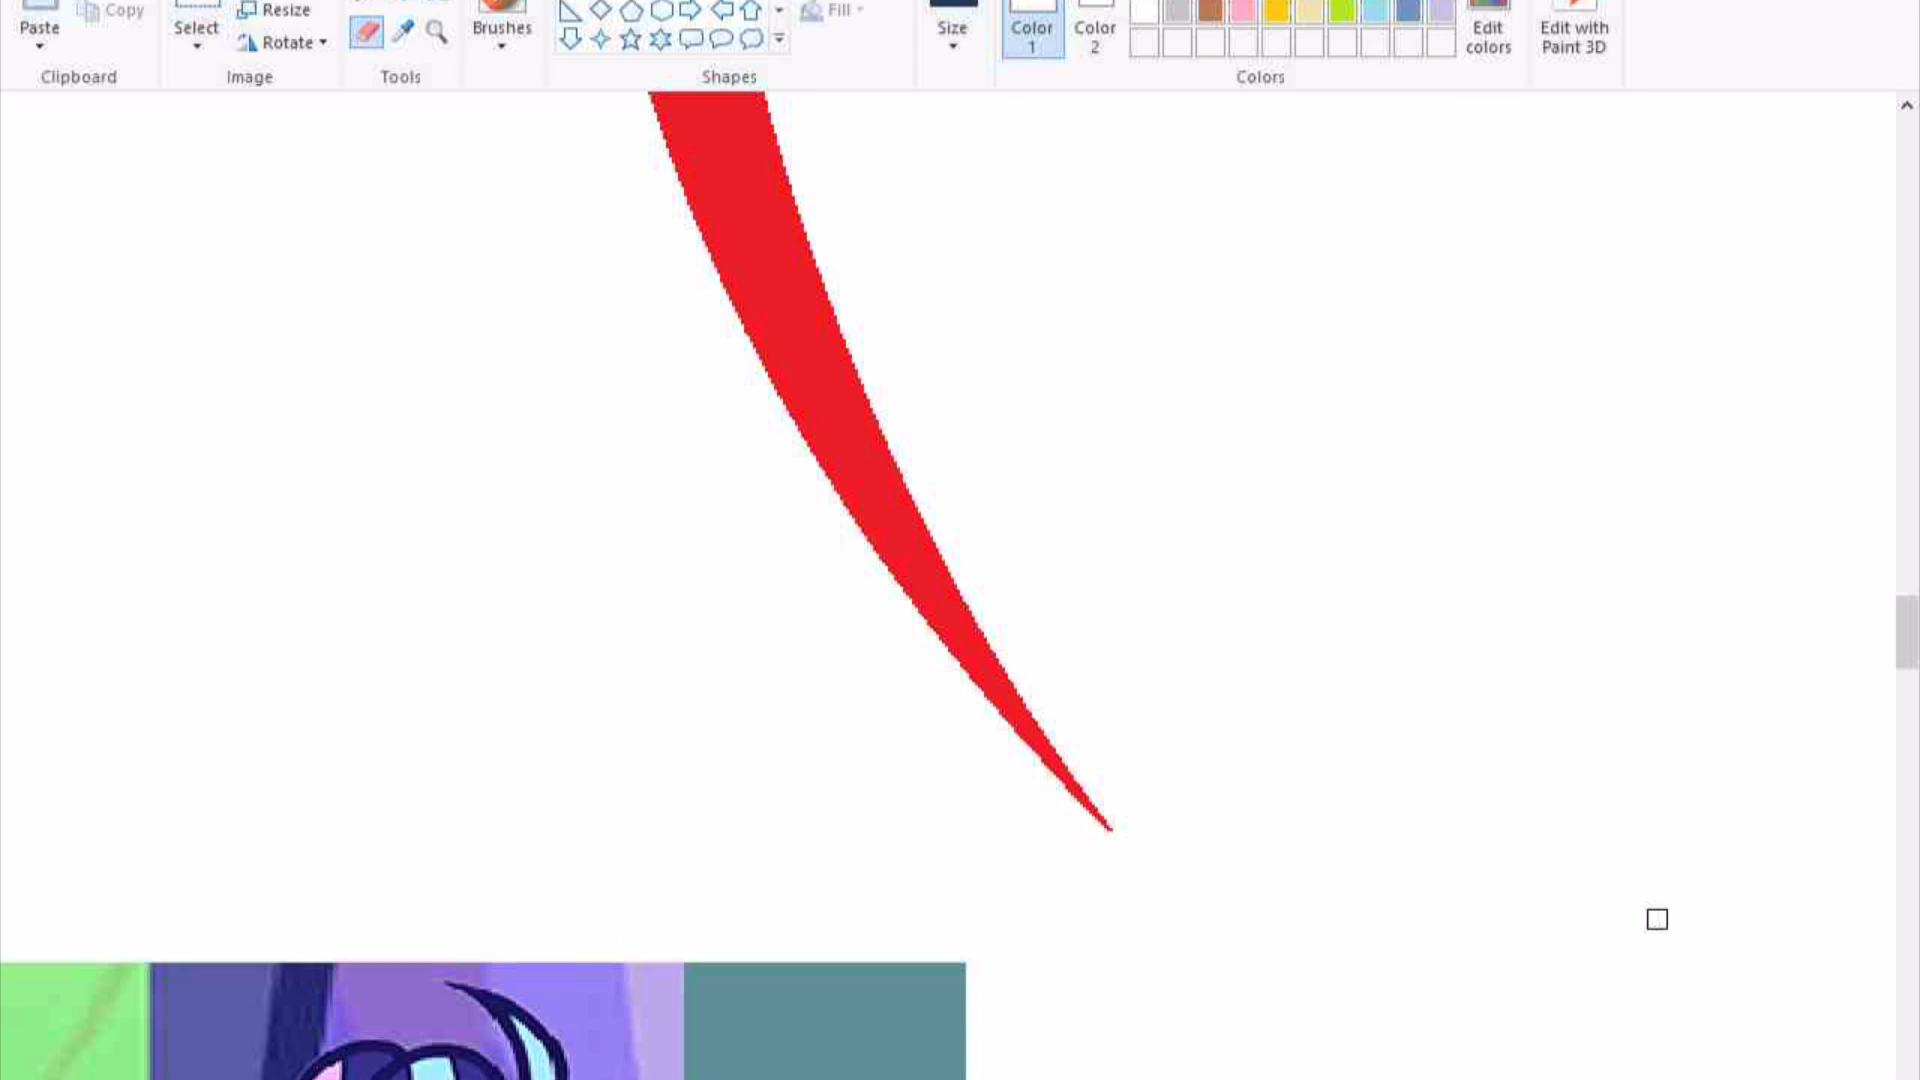 Paste
Copy
Select
Resize
Rotate
Brushes
Fill
Size
Color
1
Color
2
Edit
colors
Edit with
Paint 3D
Clipboard
Image
Tools
Shapes
Colors